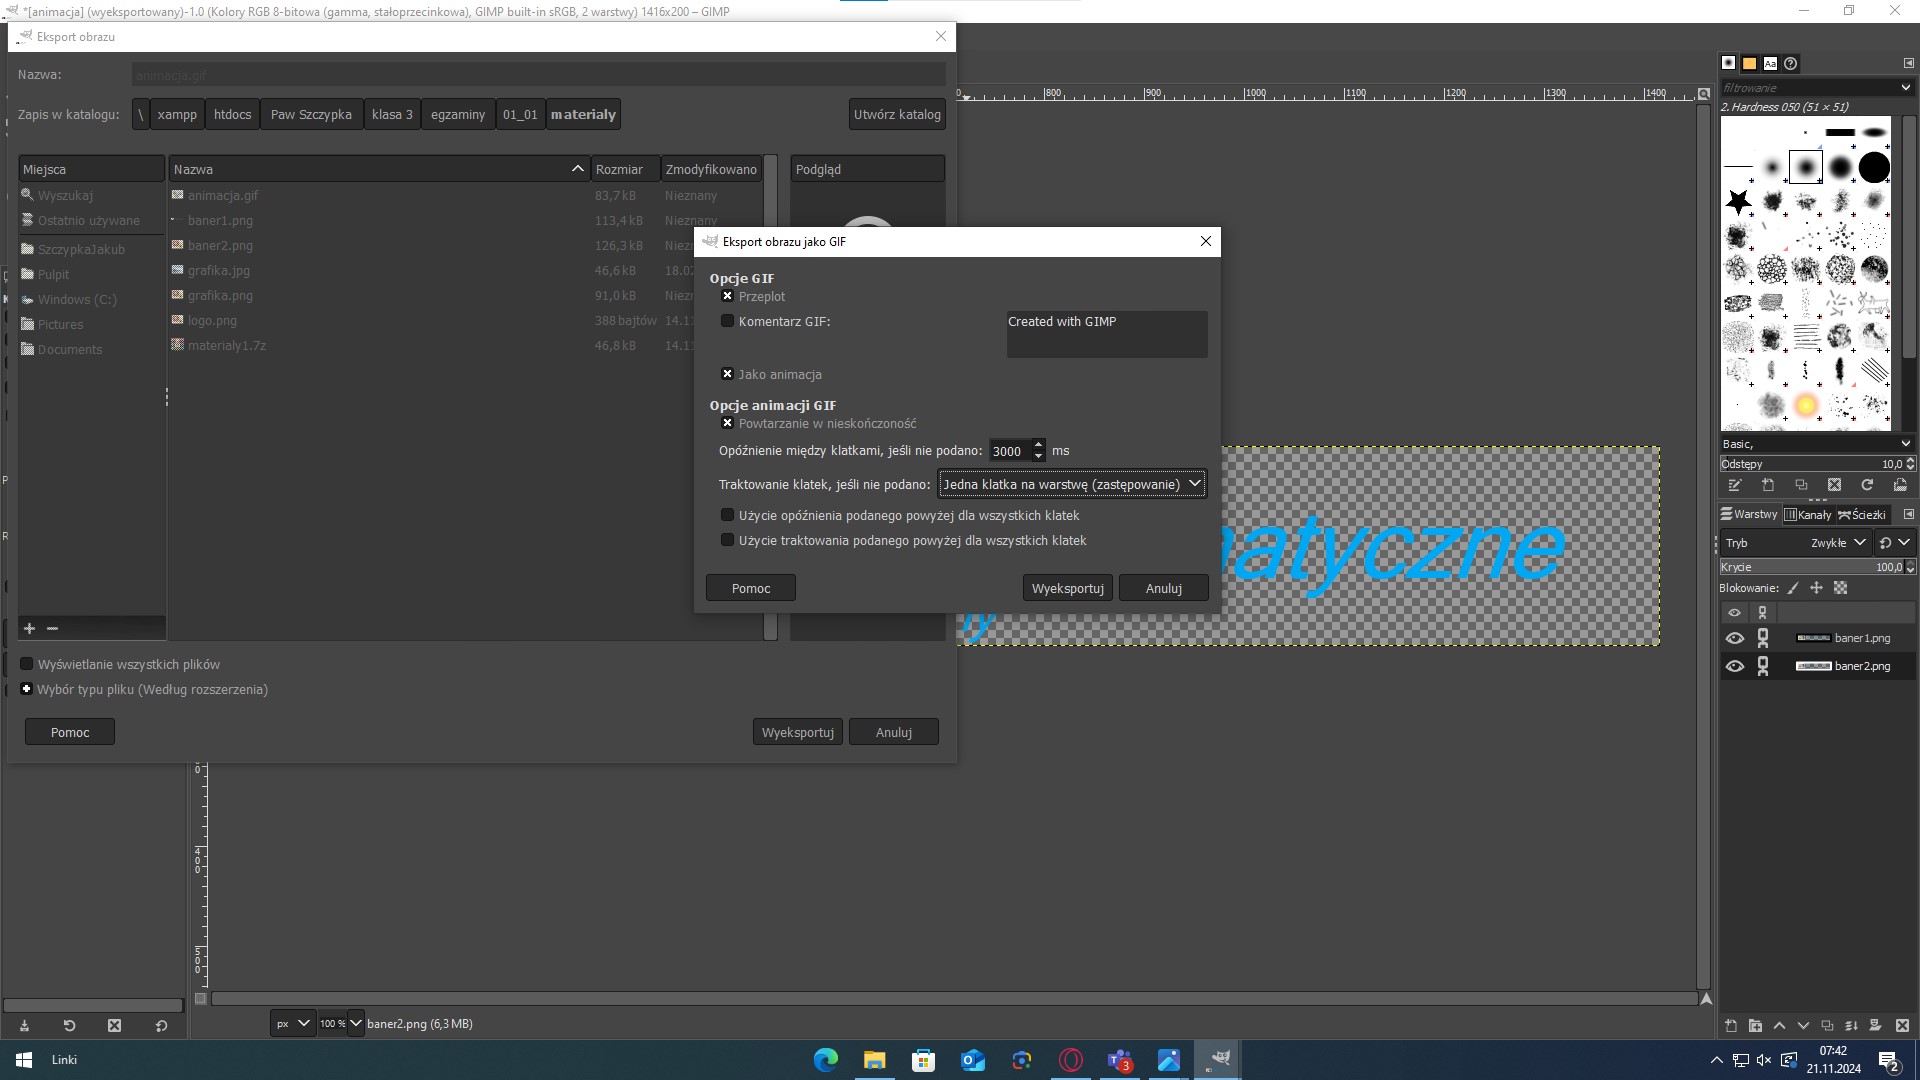 *[animacja] (wyeksportowany)-1.0 (Kolory RGB 8-bitowa (gamma, stałoprzecinkowa), GIMP built-in sRGB, 2 warstwy) 1416x200 – GIMP
Eksport obrazu
Nazwa: animacja.gif
Zapis w katalogu: \ xampp htdocs Paw Szczypka klasa 3 egzaminy 01_01 materialy Utwórz katalog
Miejsca Nazwa Rozmiar Zmodyfikowano Podgląd
Wyszukaj
Ostatnio używane
SzczypkaJakub
Pulpit
Windows (C:)
Pictures
Documents
animacja.gif 83,7 kB Nieznany
baner1.png 113,4 kB Nieznany
baner2.png 126,3 kB
grafika.jpg 46,6 kB
grafika.png 91,0 kB
logo.png 388 bajtów
materialy1.7z 46,8 kB
Wyświetlanie wszystkich plików
Wybór typu pliku (Według rozszerzenia)
Pomoc Wyeksportuj Anuluj
Eksport obrazu jako GIF
Opcje GIF
Przeplot
Komentarz GIF: Created with GIMP
Jako animacja
Opcje animacji GIF
Powtarzanie w nieskończoność
Opóźnienie między klatkami, jeśli nie podano: 3000 ms
Traktowanie klatek, jeśli nie podano: Jedna klatka na warstwę (zastępowanie)
Użycie opóźnienia podanego powyżej dla wszystkich klatek
Użycie traktowania podanego powyżej dla wszystkich klatek
Pomoc Wyeksportuj Anuluj
800 900 1000 1100 1200 1300 1400
matyczne
ly
400
500
px 100 % baner2.png (6,3 MB)
Aa
filtrowanie
2. Hardness 050 (51 × 51)
Basic,
Odstępy 10,0
Warstwy Kanały Ścieżki
Tryb Zwykłe
Krycie 100,0
Blokowanie:
baner1.png
baner2.png
Linki
3
07:42
21.11.2024
2